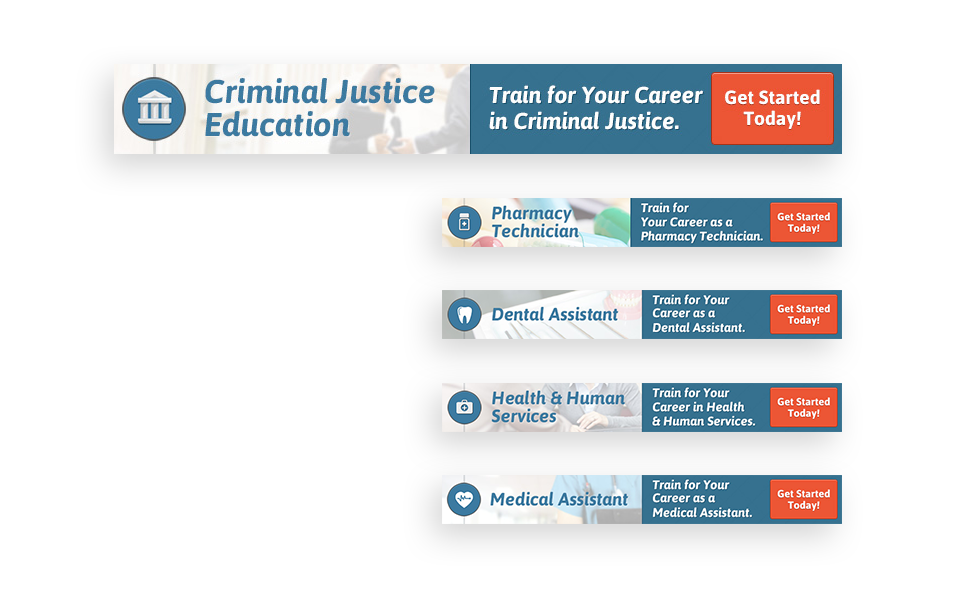 Criminal Justice
Education
Train for Your Career
in Criminal Justice.
Get Started
Today!
Pharmacy
Technician
Train for
Your Career as a
Pharmacy Technician.
Get Started
Today!
Dental Assistant
Train for Your
Career as a
Dental Assistant.
Get Started
Today!
Health & Human
Services
Train for Your
Career in Health
& Human Services.
Get Started
Today!
Medical Assistant
Train for Your
Career as a
Medical Assistant.
Get Started
Today!